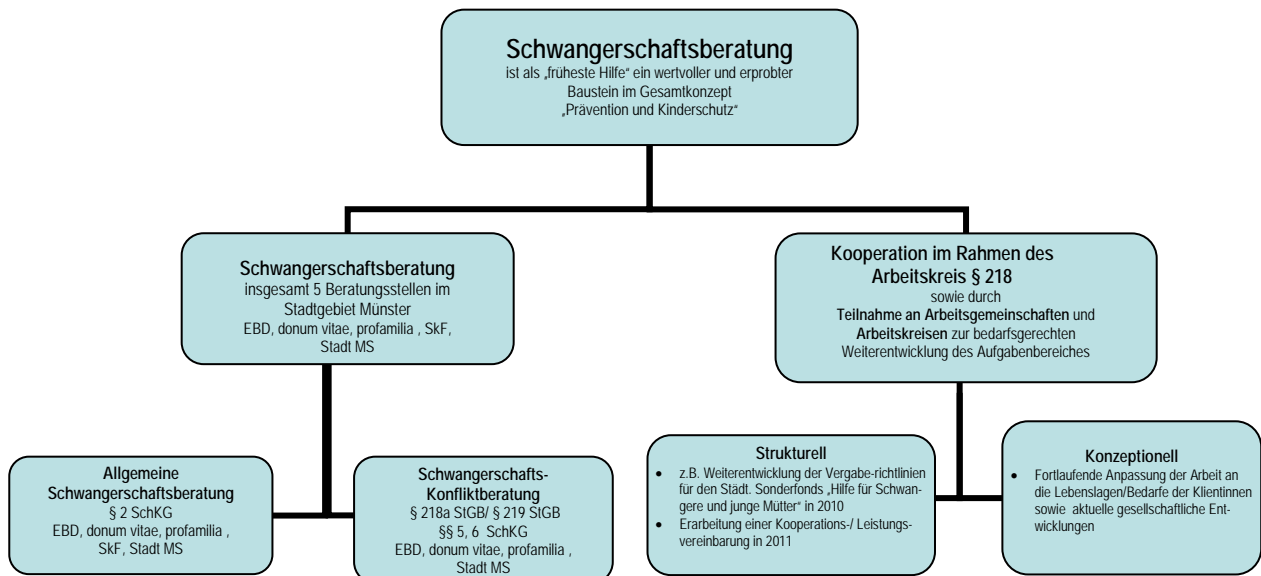 Schwangerschaftsberatung
ist als „früheste Hilfe“ ein wertvoller und erprobter
Baustein im Gesamtkonzept
„Prävention und Kinderschutz“
Schwangerschaftsberatung
insgesamt 5 Beratungsstellen im
Stadtgebiet Münster
EBD, donum vitae, profamilia , SkF,
Stadt MS
Kooperation im Rahmen des
Arbeitskreis § 218
sowie durch
Teilnahme an Arbeitsgemeinschaften und
Arbeitskreisen zur bedarfsgerechten
Weiterentwicklung des Aufgabenbereiches
Allgemeine
Schwangerschaftsberatung
§ 2 SchKG
EBD, donum vitae, profamilia ,
SkF, Stadt MS
Schwangerschafts-
Konfliktberatung
§ 218a StGB/ § 219 StGB
§§ 5, 6 SchKG
EBD, donum vitae, profamilia ,
Stadt MS
Strukturell
• z.B. Weiterentwicklung der Vergabe-richtlinien
für den Städt. Sonderfonds „Hilfe für Schwan-
gere und junge Mütter“ in 2010
• Erarbeitung einer Kooperations-/ Leistungs-
vereinbarung in 2011
Konzeptionell
• Fortlaufende Anpassung der Arbeit an
die Lebenslagen/Bedarfe der Klientinnen
sowie aktuelle gesellschaftliche Ent-
wicklungen